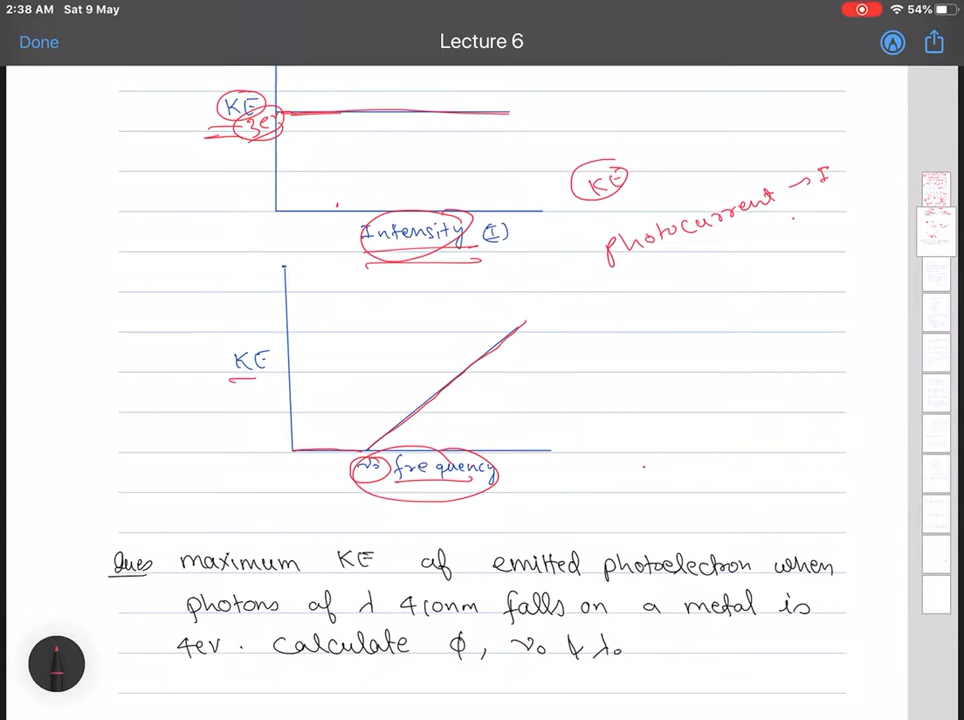 2:38 AM Sat 9 May
54%
Done
Lecture 6
KE
KE
Intensity (I)
photocurrent → I
KE
ν₀ frequency
Ques maximum KE of emitted photoelectron when
photons of λ 410nm falls on a metal is
4ev. Calculate ϕ, ν₀ & λ₀